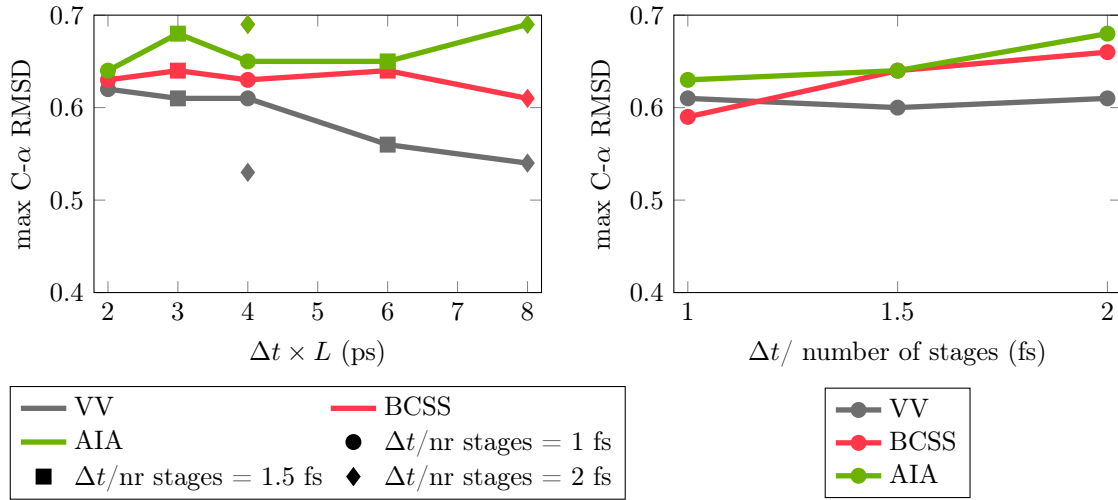 0.7
0.6
0.5
0.4
max C-α RMSD
2 3 4 5 6 7 8
Δt × L (ps)
VV
BCSS
AIA
Δt/nr stages = 1 fs
Δt/nr stages = 1.5 fs
Δt/nr stages = 2 fs
0.7
0.6
0.5
0.4
max C-α RMSD
1 1.5 2
Δt/ number of stages (fs)
VV
BCSS
AIA